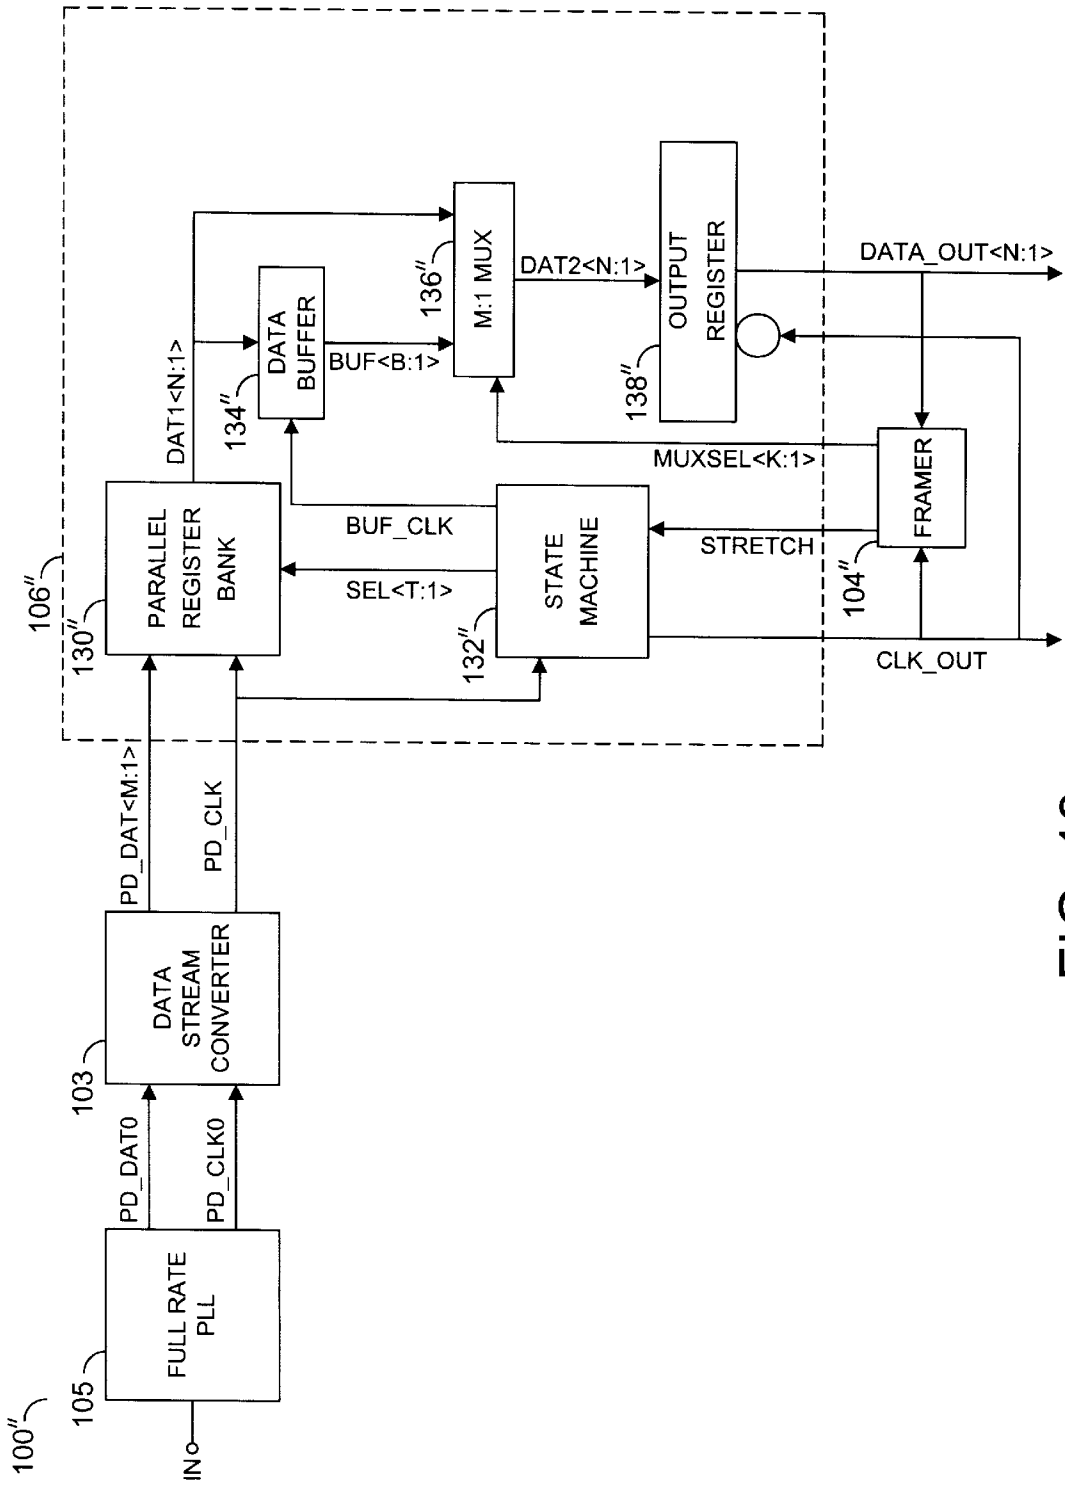 100″
IN
105
FULL RATE
PLL
PD_DAT0
PD_CLK0
103
DATA
STREAM
CONVERTER
PD_DAT<M:1>
PD_CLK
106″
130″
PARALLEL
REGISTER
BANK
DAT1<N:1>
134″
DATA
BUFFER
BUF<B:1>
136″
M:1 MUX
DAT2<N:1>
138″
OUTPUT
REGISTER
DATA_OUT<N:1>
BUF_CLK
SEL<T:1>
132″
STATE
MACHINE
MUXSEL<K:1>
STRETCH
104″
FRAMER
CLK_OUT